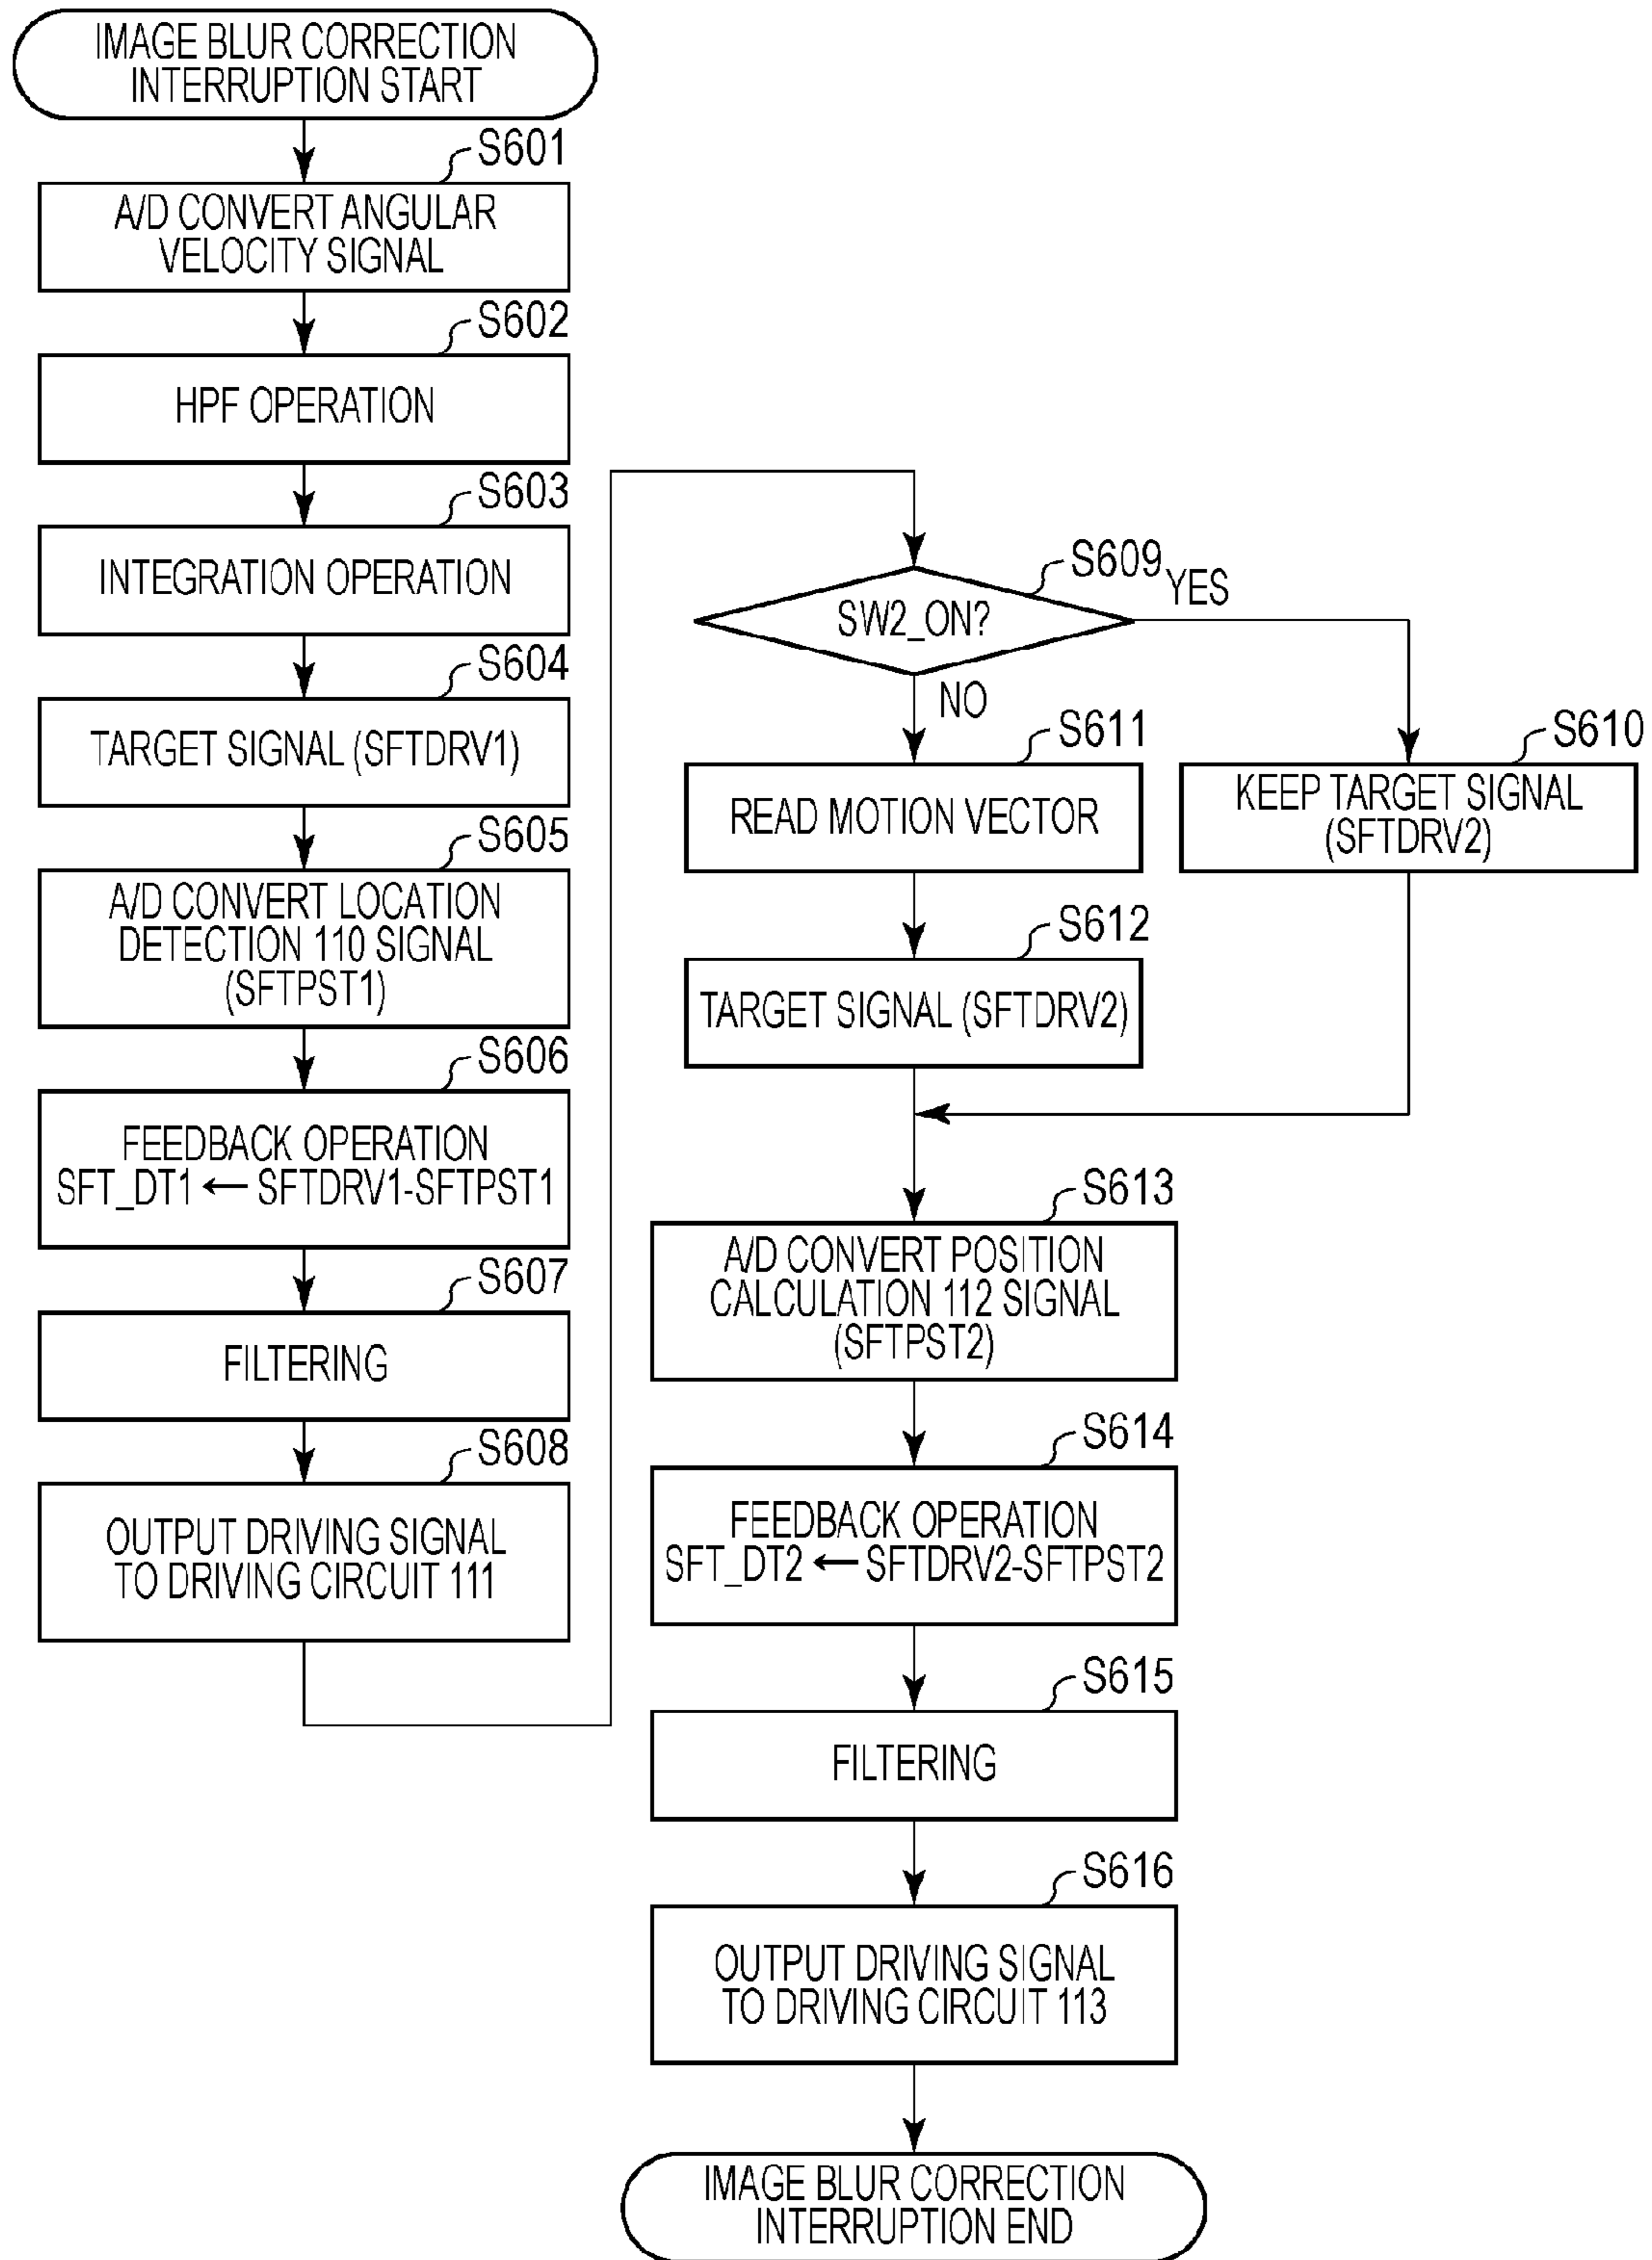 IMAGE BLUR CORRECTION
INTERRUPTION START
S601
A/D CONVERT ANGULAR
VELOCITY SIGNAL
S602
HPF OPERATION
S603
INTEGRATION OPERATION
S604
TARGET SIGNAL (SFTDRV1)
S605
A/D CONVERT LOCATION
DETECTION 110 SIGNAL
(SFTPST1)
S606
FEEDBACK OPERATION
SFT_DT1 ← SFTDRV1-SFTPST1
S607
FILTERING
S608
OUTPUT DRIVING SIGNAL
TO DRIVING CIRCUIT 111
S609
YES
SW2_ON?
NO
S611
READ MOTION VECTOR
S610
KEEP TARGET SIGNAL
(SFTDRV2)
S612
TARGET SIGNAL (SFTDRV2)
S613
A/D CONVERT POSITION
CALCULATION 112 SIGNAL
(SFTPST2)
S614
FEEDBACK OPERATION
SFT_DT2 ← SFTDRV2-SFTPST2
S615
FILTERING
S616
OUTPUT DRIVING SIGNAL
TO DRIVING CIRCUIT 113
IMAGE BLUR CORRECTION
INTERRUPTION END